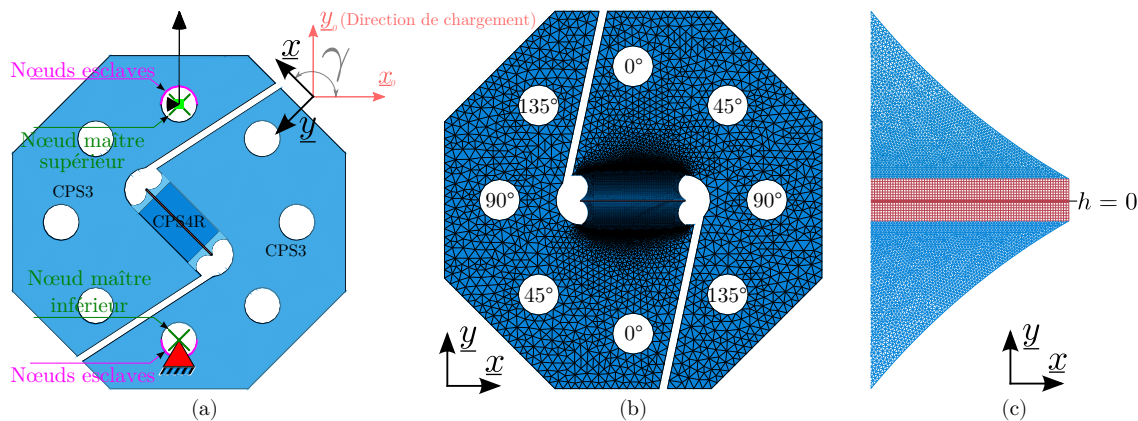 y₀ (Direction de chargement)
x
γ
x₀
y
Nœuds esclaves
Nœud maître
supérieur
CPS3
CPS4R
CPS3
Nœud maître
inférieur
Nœuds esclaves
(a)
0°
135°
45°
90°
90°
45°
135°
0°
y
x
(b)
h = 0
y
x
(c)